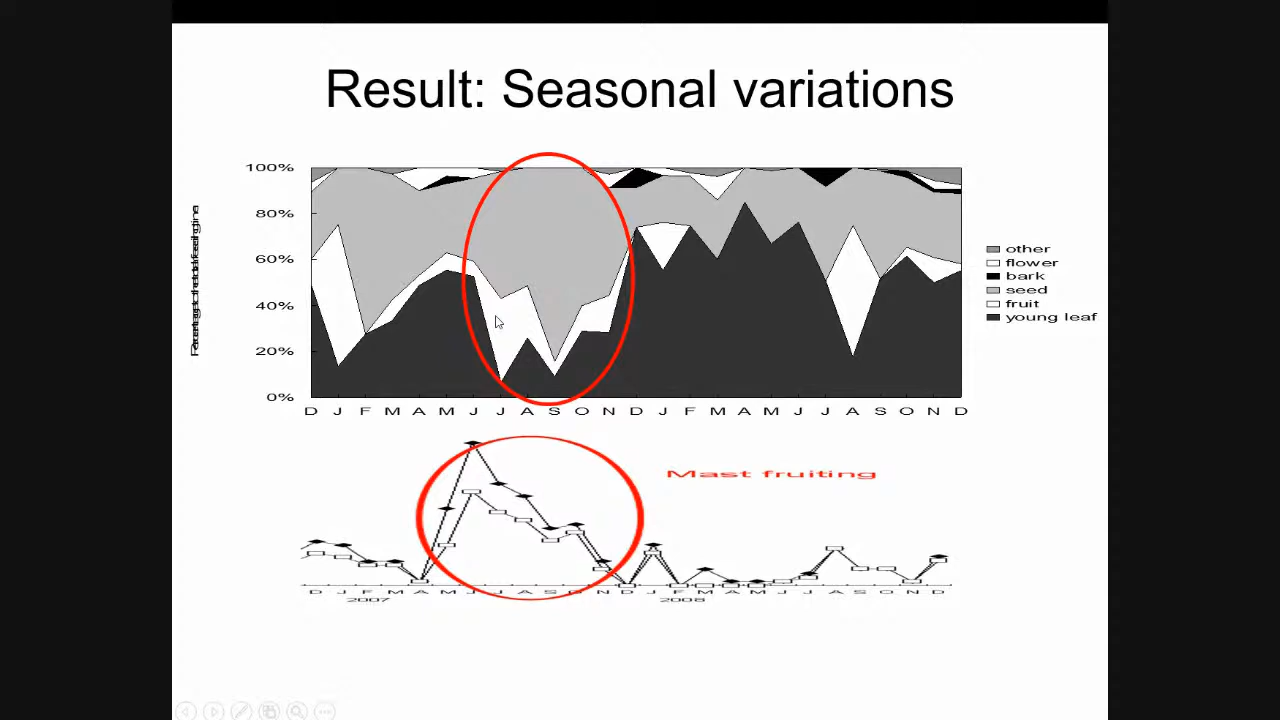 Result: Seasonal variations
100%
80%
60%
40%
20%
0%
D J F M A M J J A S O N D J F M A M J J A S O N D
other
flower
bark
seed
fruit
young leaf
Mast fruiting
D J F M A M J J A S O N D J F M A M J J A S O N D
2007 2008